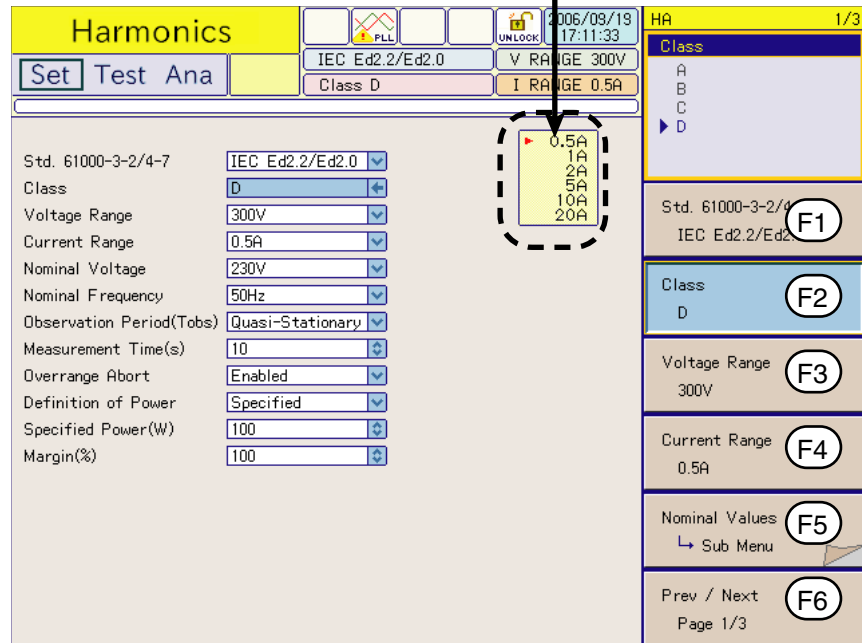 Harmonics
PLL
UNLOCK
2006/09/19
17:11:33
HA 1/3
Set Test Ana
IEC Ed2.2/Ed2.0
V RANGE 300V
Class D
I RANGE 0.5A
Class
A
B
C
D
0.5A
1A
2A
5A
10A
20A
Std. 61000-3-2/4-7 IEC Ed2.2/Ed2.0
Class D
Voltage Range 300V
Current Range 0.5A
Nominal Voltage 230V
Nominal Frequency 50Hz
Observation Period(Tobs) Quasi-Stationary
Measurement Time(s) 10
Overrange Abort Enabled
Definition of Power Specified
Specified Power(W) 100
Margin(%) 100
Std. 61000-3-2/4
IEC Ed2.2/Ed2.
F1
Class
D
F2
Voltage Range
300V
F3
Current Range
0.5A
F4
Nominal Values
Sub Menu
F5
Prev / Next
Page 1/3
F6